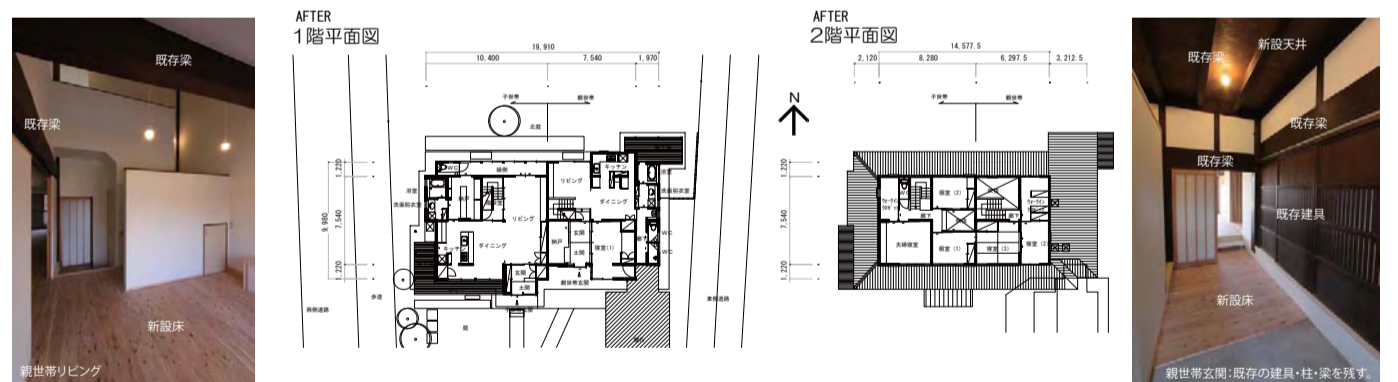 既存梁
既存梁
新設床
親世帯リビング
AFTER
1階平面図
19,910
10,400
7,540
1,970
子世帯
親世帯
北庭
1,220
7,540
1,220
9,980
WC
縁側
リビング
キッチン
浴室
浴室
洗面脱衣室
洗面脱衣室
納戸
リビング
ダイニング
キッチン
ダイニング
納戸
玄関
土間
寝室(1)
WC
WC
玄関
土間
親世帯玄関
西側道路
歩道
庭
東側道路
AFTER
2階平面図
14,577.5
2,120
8,280
6,297.5
3,212.5
子世帯
親世帯
N
1,220
7,540
1,220
WC
寝室(2)
廊下
廊下
夫婦寝室
寝室(1)
寝室(3)
寝室(2)
既存梁
新設天井
既存梁
既存梁
既存建具
新設床
親世帯玄関:既存の建具・柱・梁を残す。